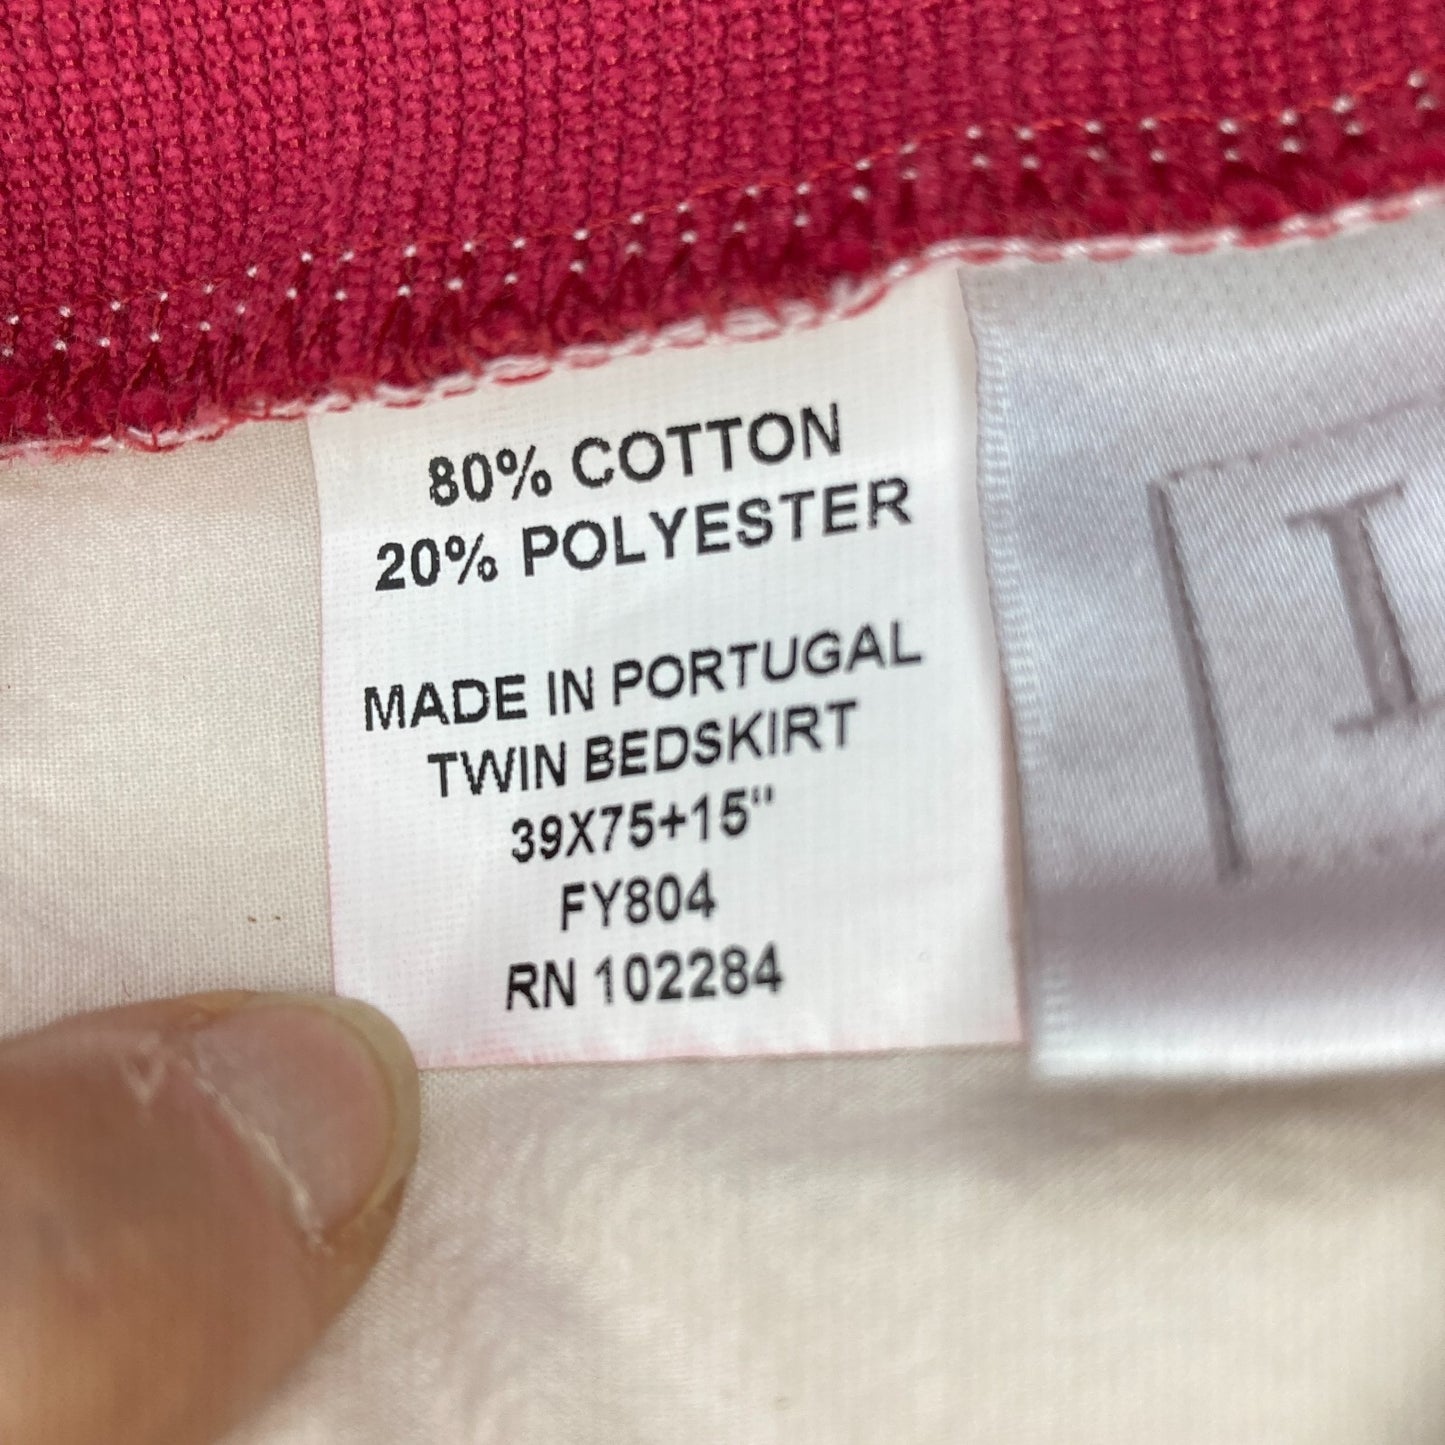 80% COTTON
20% POLYESTER
MADE IN PORTUGAL
TWIN BEDSKIRT
39X75+15"
FY804
RN 102284